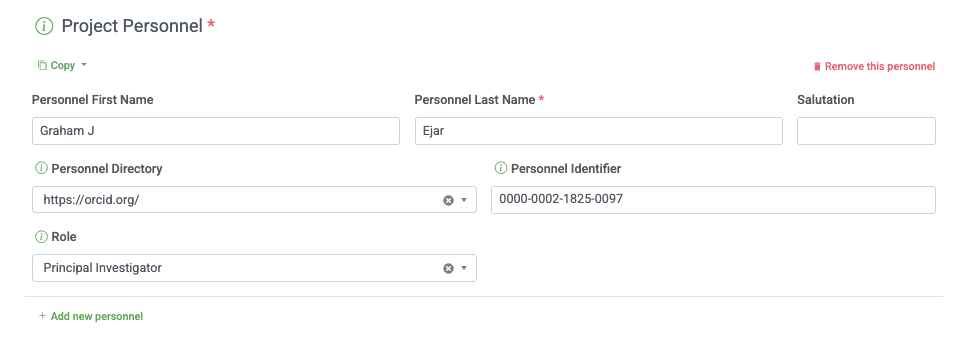 Project Personnel *
Copy
Remove this personnel
Personnel First Name
Personnel Last Name *
Salutation
Graham J
Ejar
Personnel Directory
Personnel Identifier
https://orcid.org/
0000-0002-1825-0097
Role
Principal Investigator
+ Add new personnel